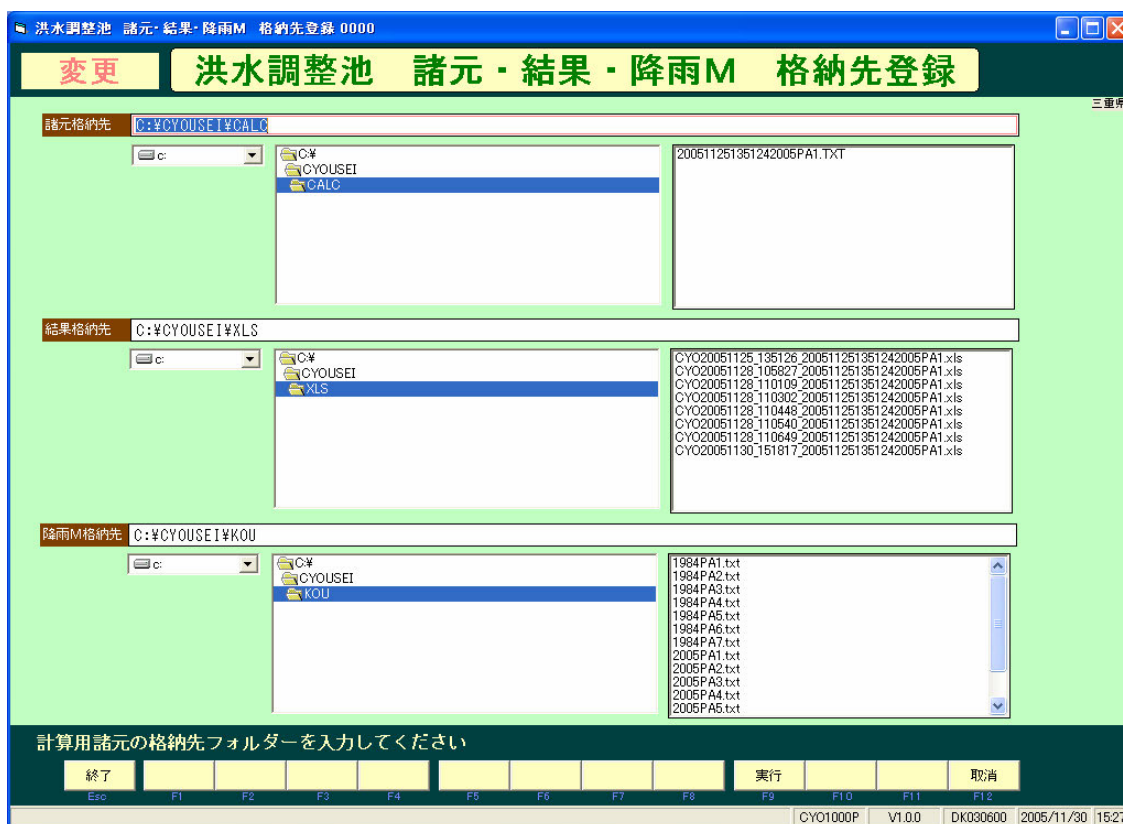 洪水調整池 諸元・結果・降雨M 格納先登録 0000
変更 洪水調整池 諸元・結果・降雨M 格納先登録
三重県
諸元格納先 C:¥CYOUSEI¥CALC
c:
C:¥
CYOUSEI
CALC
200511251351242005PA1.TXT
結果格納先 C:¥CYOUSEI¥XLS
c:
C:¥
CYOUSEI
XLS
CYO20051125_135126_200511251351242005PA1.xls
CYO20051128_105827_200511251351242005PA1.xls
CYO20051128_110109_200511251351242005PA1.xls
CYO20051128_110302_200511251351242005PA1.xls
CYO20051128_110448_200511251351242005PA1.xls
CYO20051128_110540_200511251351242005PA1.xls
CYO20051128_110649_200511251351242005PA1.xls
CYO20051130_151817_200511251351242005PA1.xls
降雨M格納先 C:¥CYOUSEI¥KOU
c:
C:¥
CYOUSEI
KOU
1984PA1.txt
1984PA2.txt
1984PA3.txt
1984PA4.txt
1984PA5.txt
1984PA6.txt
1984PA7.txt
2005PA1.txt
2005PA2.txt
2005PA3.txt
2005PA4.txt
2005PA5.txt
計算用諸元の格納先フォルダーを入力してください
終了 実行 取消
Esc F1 F2 F3 F4 F5 F6 F7 F8 F9 F10 F11 F12
CYO1000P V1.0.0 DK030600 2005/11/30 15:27